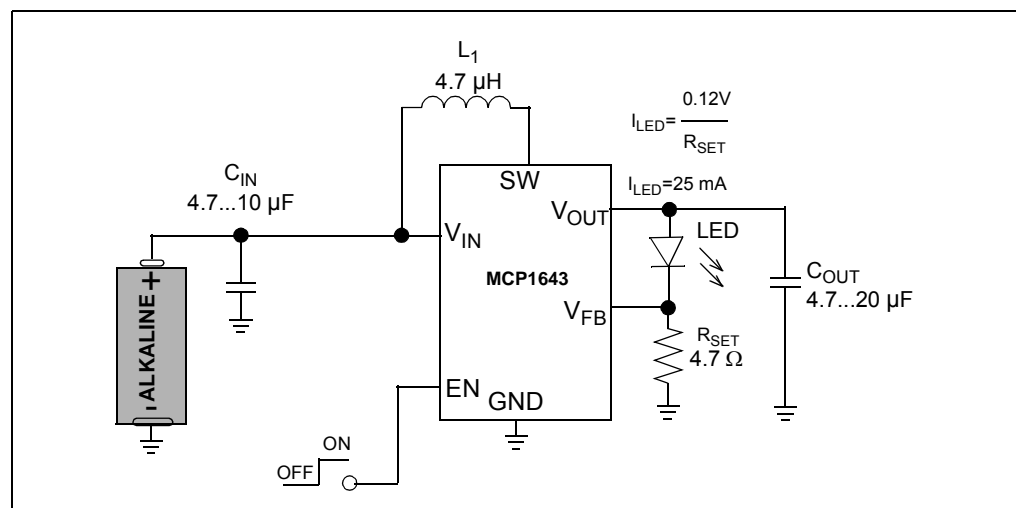 L1
4.7 µH
0.12V
ILED=
RSET
CIN
4.7...10 µF
SW
ILED=25 mA
VOUT
LED
VIN
MCP1643
COUT
4.7...20 µF
+
ALKALINE
-
VFB
RSET
4.7 Ω
EN
GND
ON
OFF